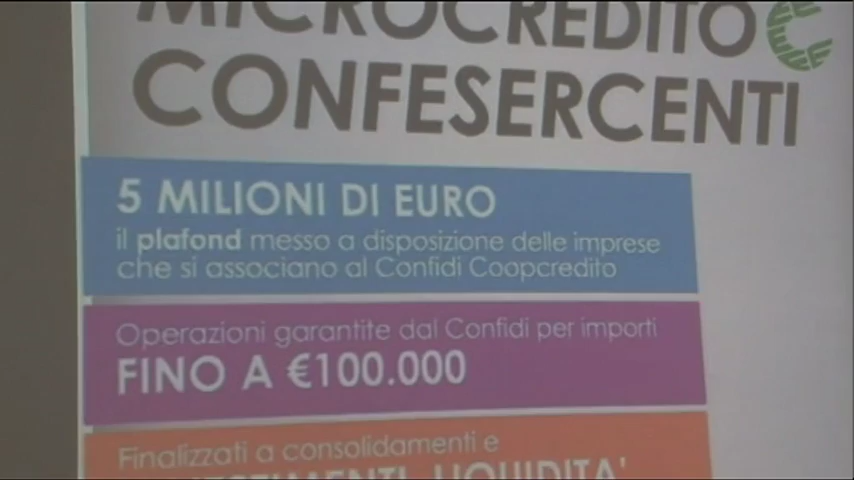 MICROCREDITO
CONFESERCENTI
5 MILIONI DI EURO
il plafond messo a disposizione delle imprese
che si associano al Confidi Coopcredito
Operazioni garantite dal Confidi per importi
FINO A €100.000
Finalizzati a consolidamenti e
LIQUIDITA'